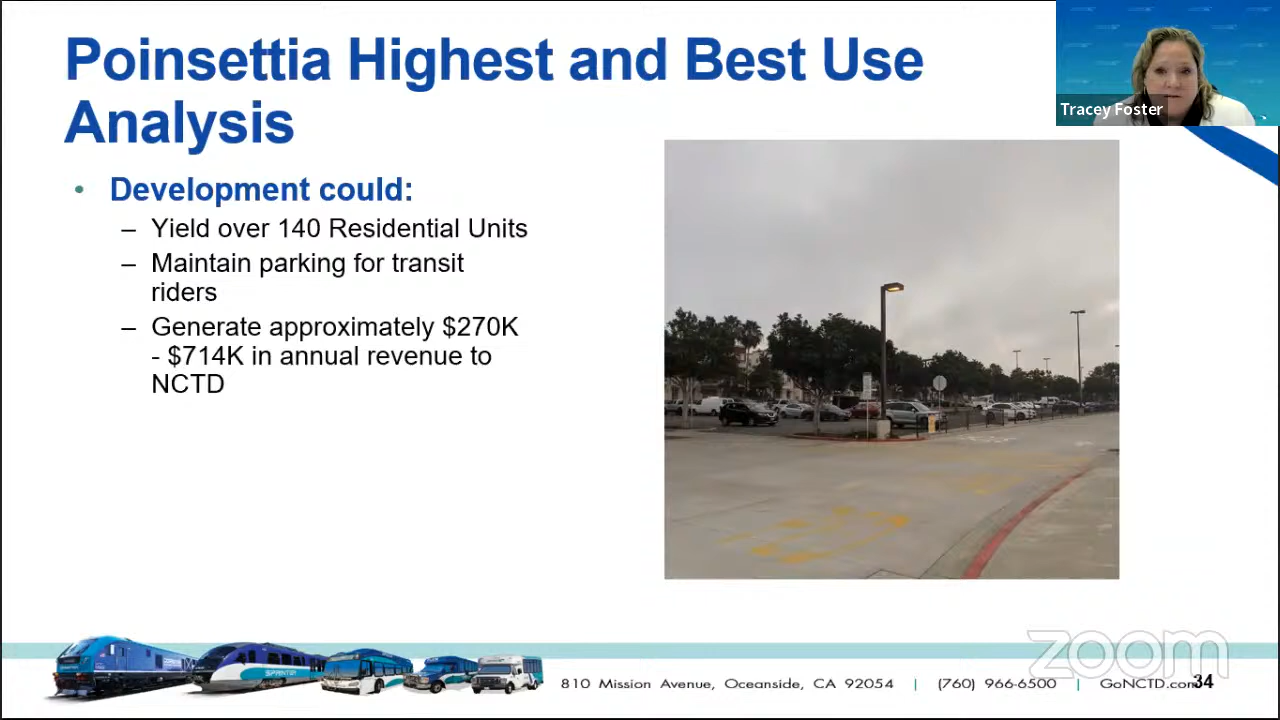 Poinsettia Highest and Best Use
Analysis
Tracey Foster
• Development could:
– Yield over 140 Residential Units
– Maintain parking for transit
riders
– Generate approximately $270K
- $714K in annual revenue to
NCTD
SPRINTER
810 Mission Avenue, Oceanside, CA 92054 | (760) 966-6500 | GoNCTD.com
34
zoom